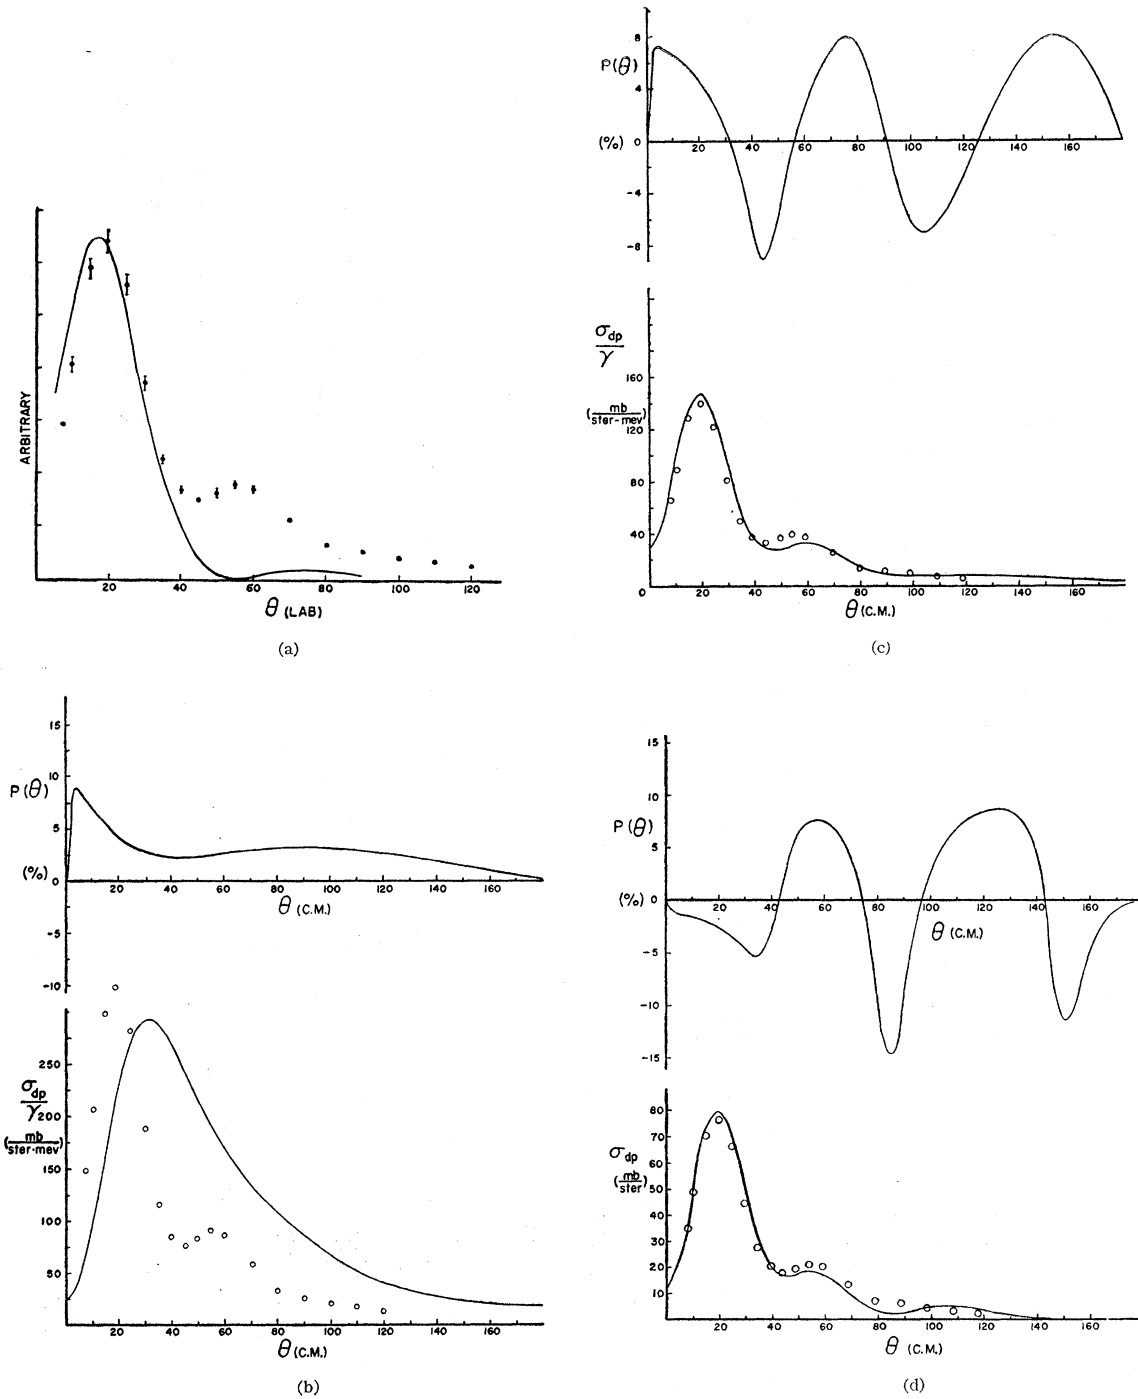 ARBITRARY
20 40 60 80 100 120
θ (LAB)
(a)
8
P(θ)
4
(%) 0
20 40 60 80 100 120 140 160
-4
-8
σdp
γ
160
(mb
ster-mev)
120
80
40
0 20 40 60 80 100 120 140 160
θ (C.M.)
(c)
15
10
P(θ)
5
(%) 0
20 40 60 80 100 120 140 160
θ (C.M.)
-5
-10
250
σdp
γ
200
(mb
ster-mev)
150
100
50
20 40 60 80 100 120 140 160
θ (C.M.)
(b)
15
10
P(θ)
5
(%) 0
20 40 60 80 100 120 140 160
θ (C.M.)
-5
-10
-15
80
70
σdp
60
(mb
ster)
50
40
30
20
10
20 40 60 80 100 120 140 160
θ (C.M.)
(d)